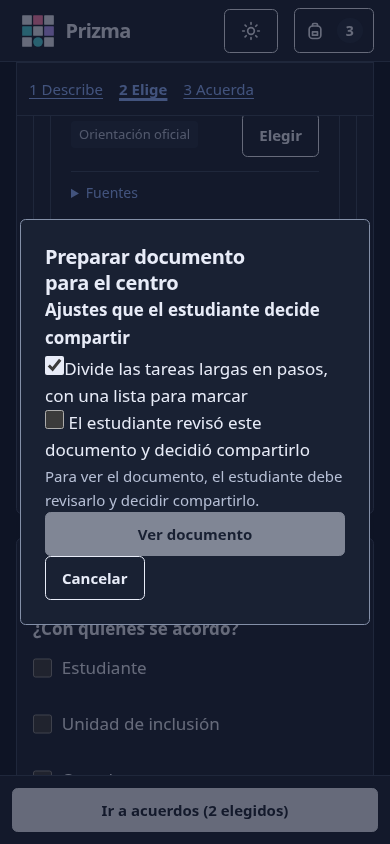 Prizma
3
1 Describe 2 Elige 3 Acuerda
Orientación oficial
Elegir
Fuentes
Preparar documento
para el centro
Ajustes que el estudiante decide
compartir
Divide las tareas largas en pasos,
con una lista para marcar
El estudiante revisó este
documento y decidió compartirlo
Para ver el documento, el estudiante debe
revisarlo y decidir compartirlo.
Ver documento
Cancelar
¿Con quiénes se acordó?
Estudiante
Unidad de inclusión
Ir a acuerdos (2 elegidos)